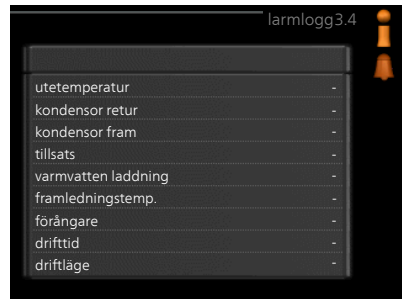 larmlogg3.4
utetemperatur -
kondensor retur -
kondensor fram -
tillsats -
varmvatten laddning -
framledningstemp. -
förångare -
drifttid -
driftläge -